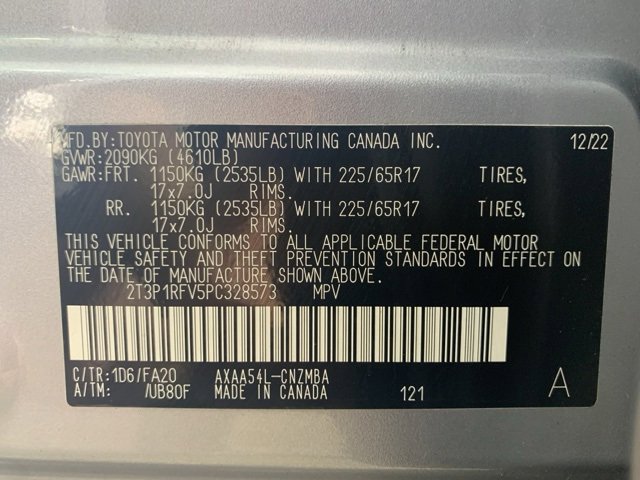 MFD.BY:TOYOTA MOTOR MANUFACTURING CANADA INC. 12/22
GVWR:2090KG (4610LB)
GAWR:FRT. 1150KG (2535LB) WITH 225/65R17 TIRES,
17x7.0J RIMS.
RR. 1150KG (2535LB) WITH 225/65R17 TIRES,
17x7.0J RIMS.
THIS VEHICLE CONFORMS TO ALL APPLICABLE FEDERAL MOTOR
VEHICLE SAFETY AND THEFT PREVENTION STANDARDS IN EFFECT ON
THE DATE OF MANUFACTURE SHOWN ABOVE.
2T3P1RFV5PC328573 MPV
C/TR:1D6/FA20 AXAA54L-CNZMBA
A/TM: /UB80F MADE IN CANADA 121 A